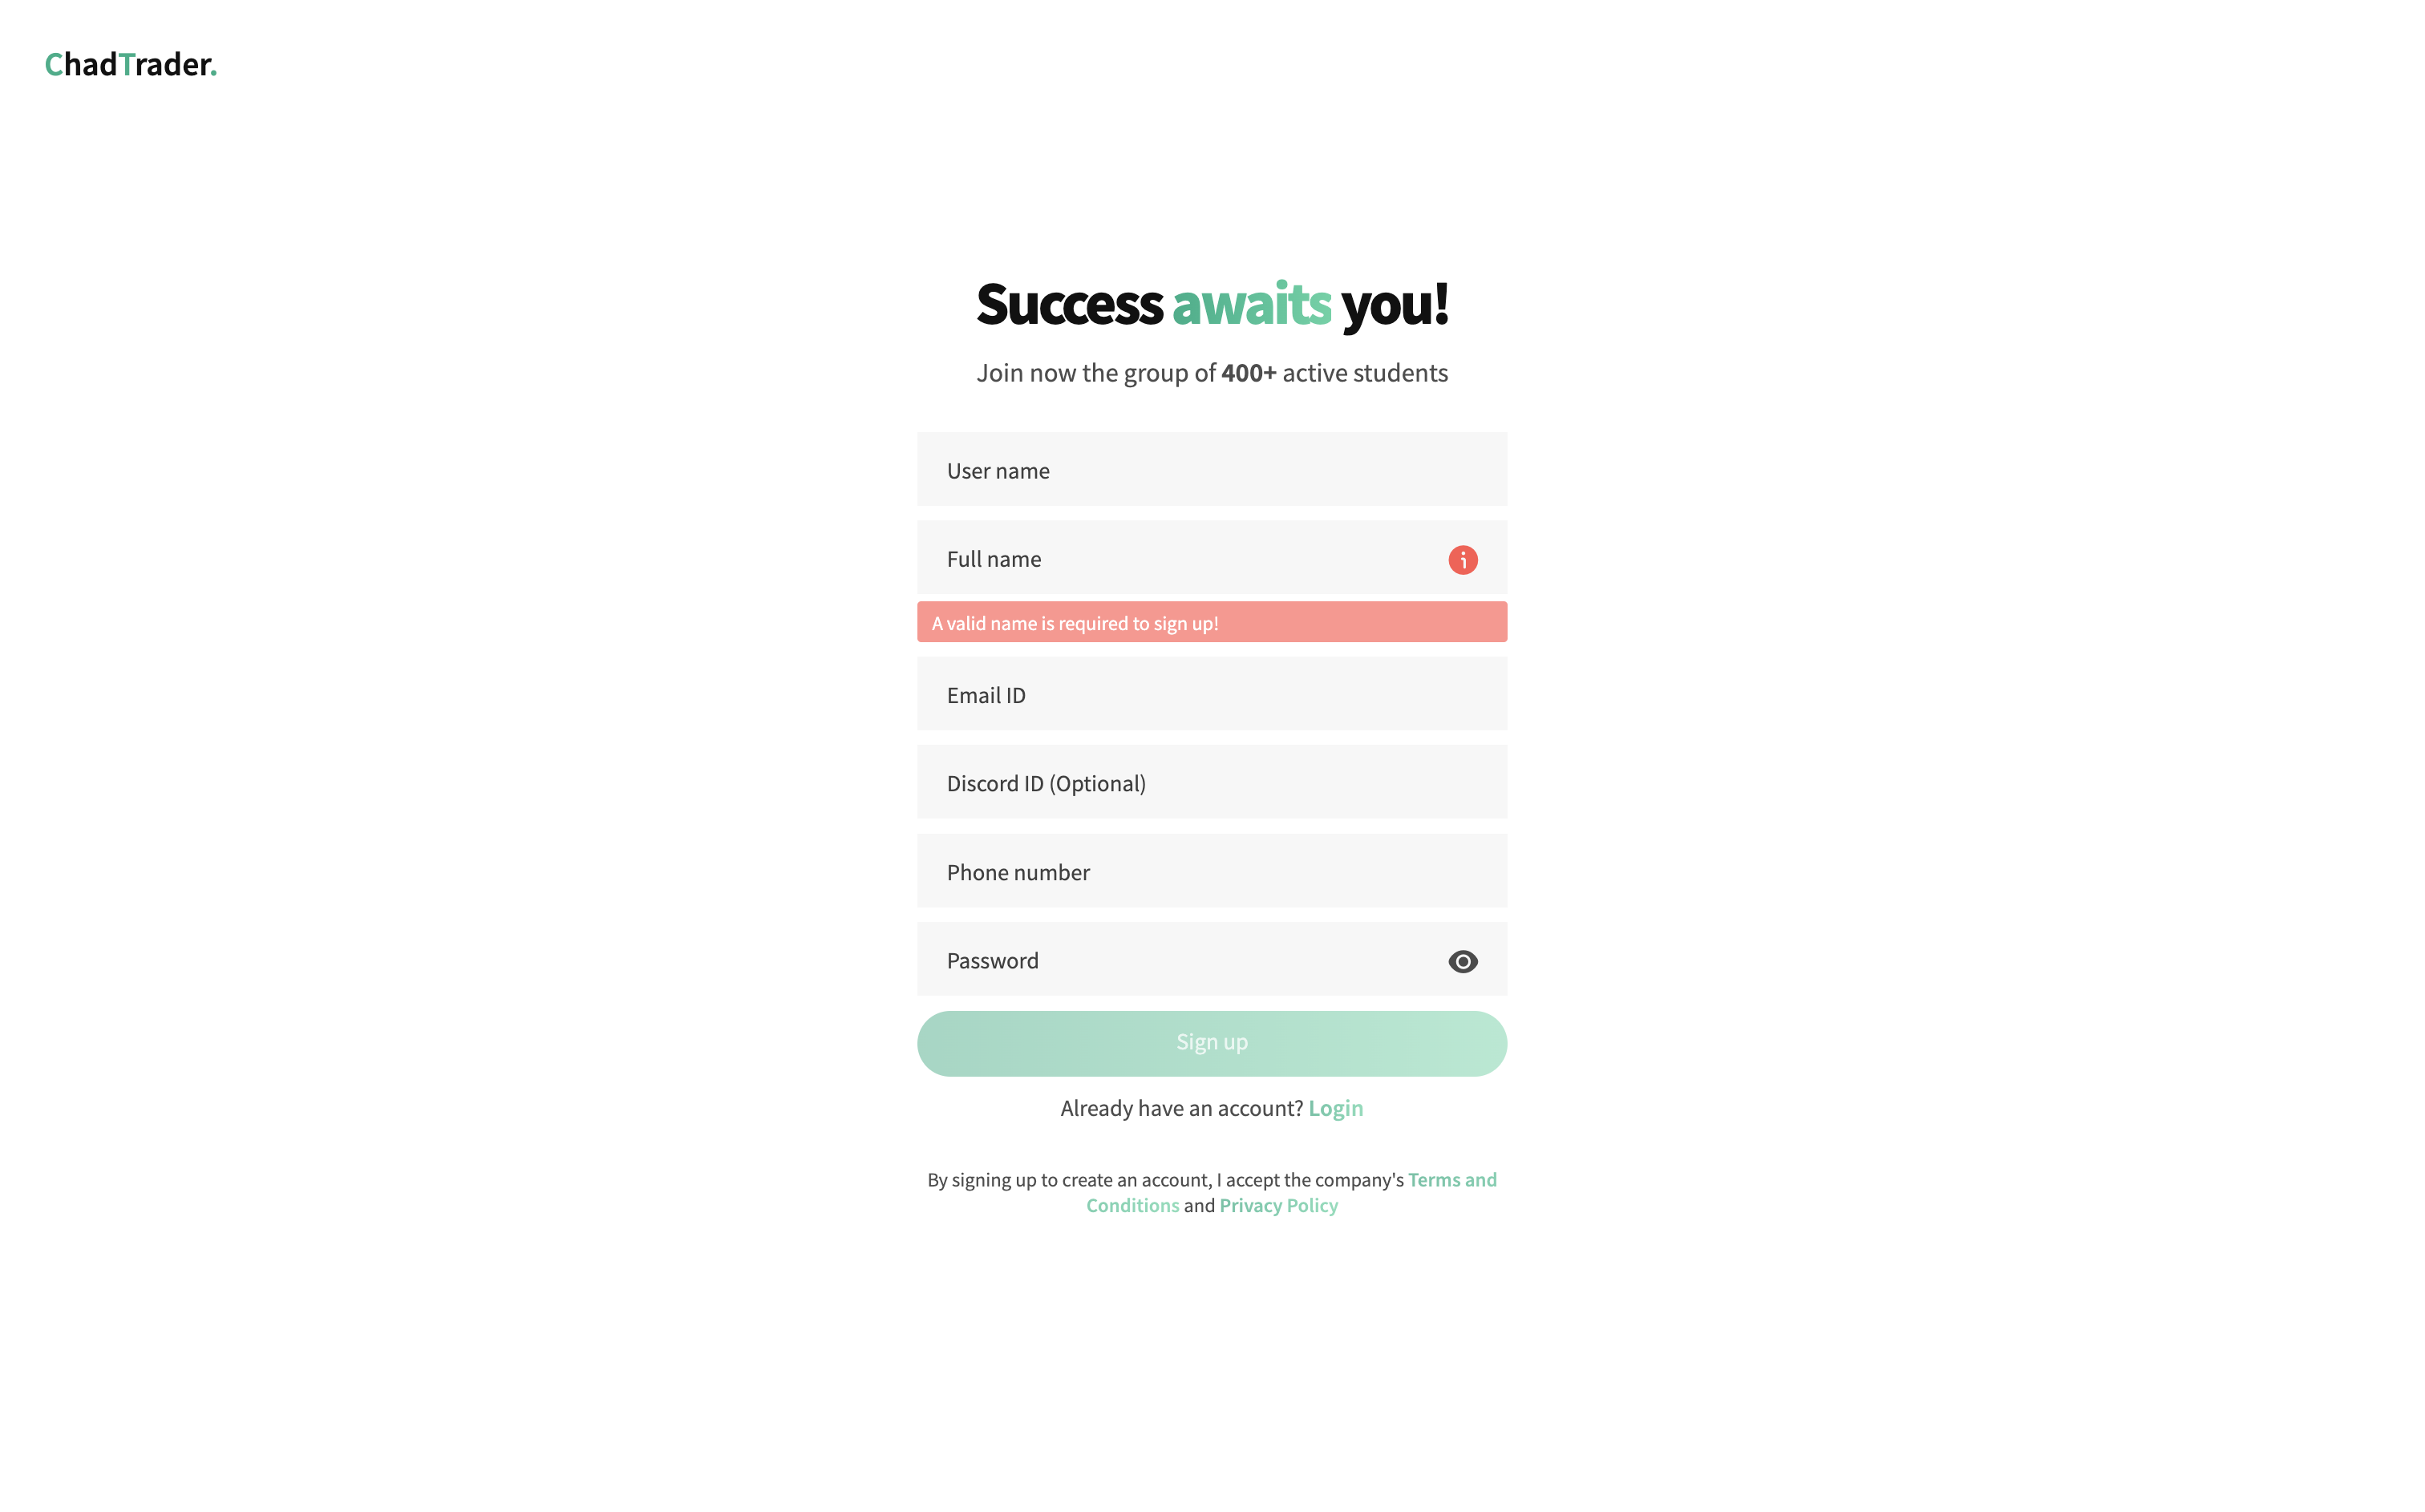 ChadTrader.
Success awaits you!
Join now the group of 400+ active students
User name
Full name
A valid name is required to sign up!
Email ID
Discord ID (Optional)
Phone number
Password
Sign up
Already have an account? Login
By signing up to create an account, I accept the company's Terms and
Conditions and Privacy Policy